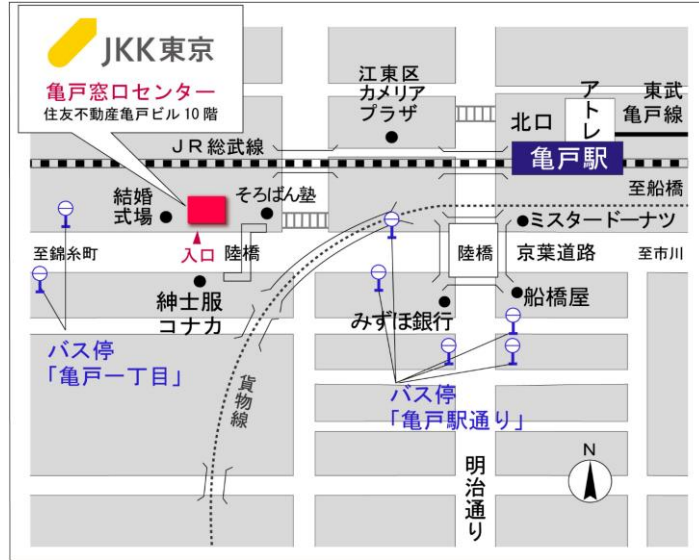 JKK東京
亀戸窓口センター
住友不動産亀戸ビル10階
江東区
カメリア
プラザ
北口
アトレ
東武
亀戸線
JR総武線
亀戸駅
至船橋
結婚
式場
そろばん塾
ミスタードーナツ
至錦糸町
入口
陸橋
陸橋
京葉道路
至市川
紳士服
コナカ
みずほ銀行
船橋屋
バス停
「亀戸一丁目」
貨物線
バス停
「亀戸駅通り」
明治通り
N